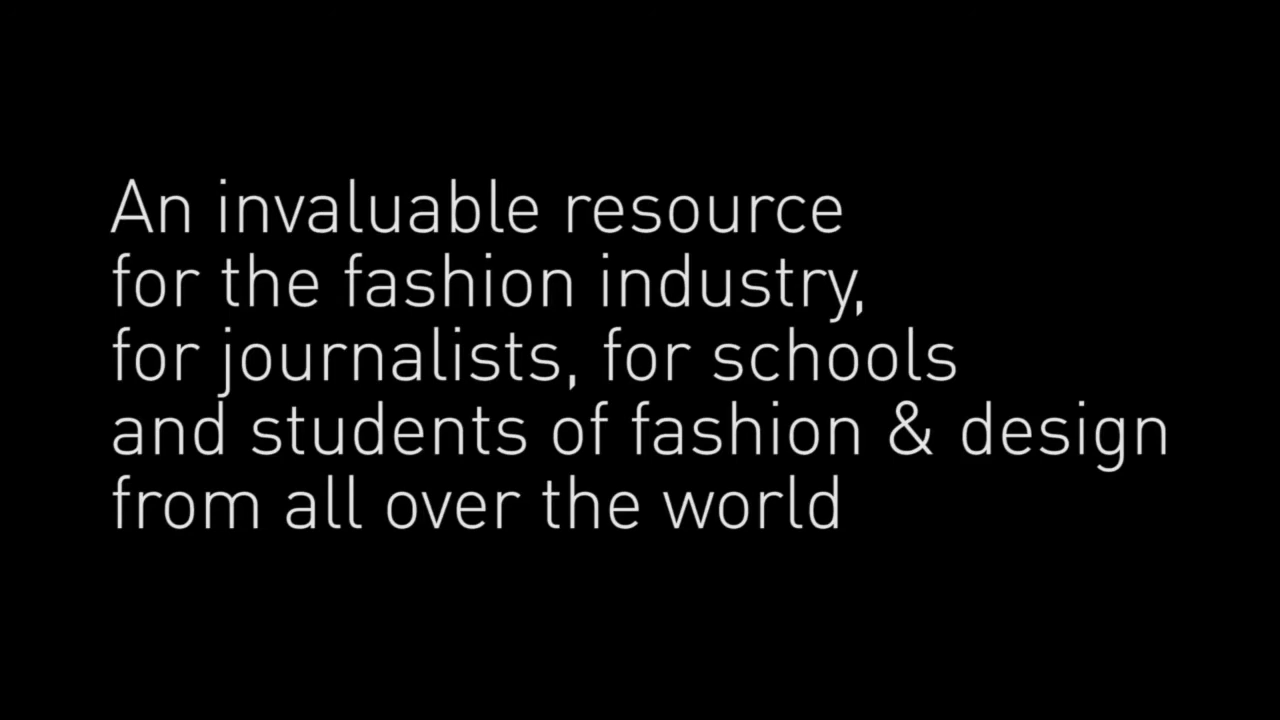 An invaluable resource
for the fashion industry,
for journalists, for schools
and students of fashion & design
from all over the world